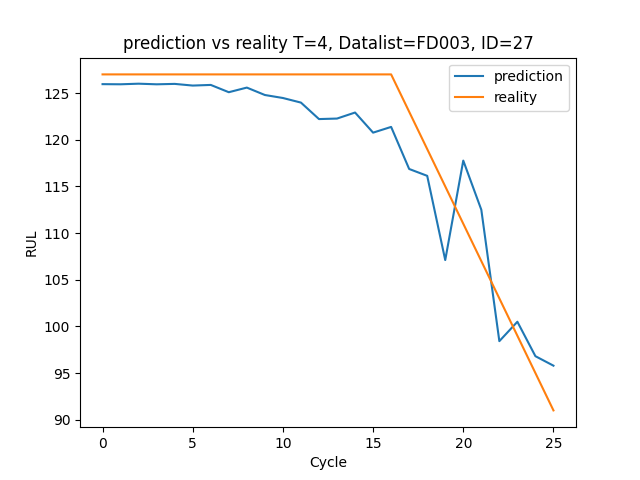 prediction vs reality T=4, Datalist=FD003, ID=27
prediction
reality
RUL
125
120
115
110
105
100
95
90
0 5 10 15 20 25
Cycle